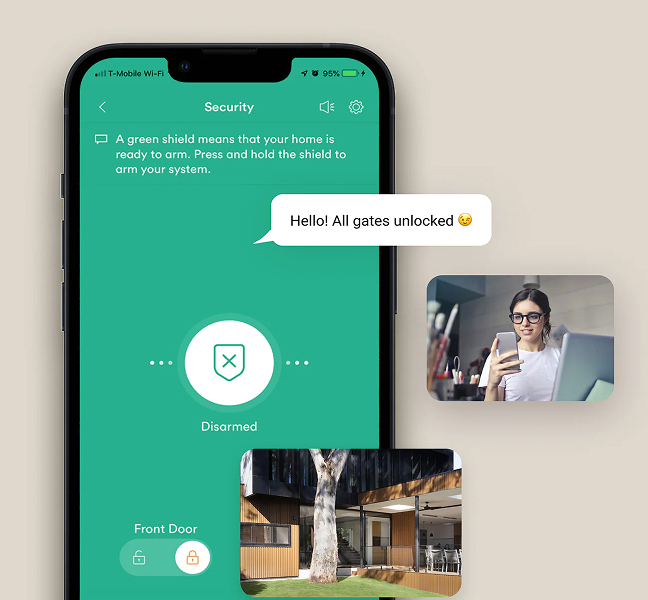 T-Mobile Wi-Fi 95%
Security
A green shield means that your home is
ready to arm. Press and hold the shield to
arm your system.
Hello! All gates unlocked 😉
Disarmed
Front Door